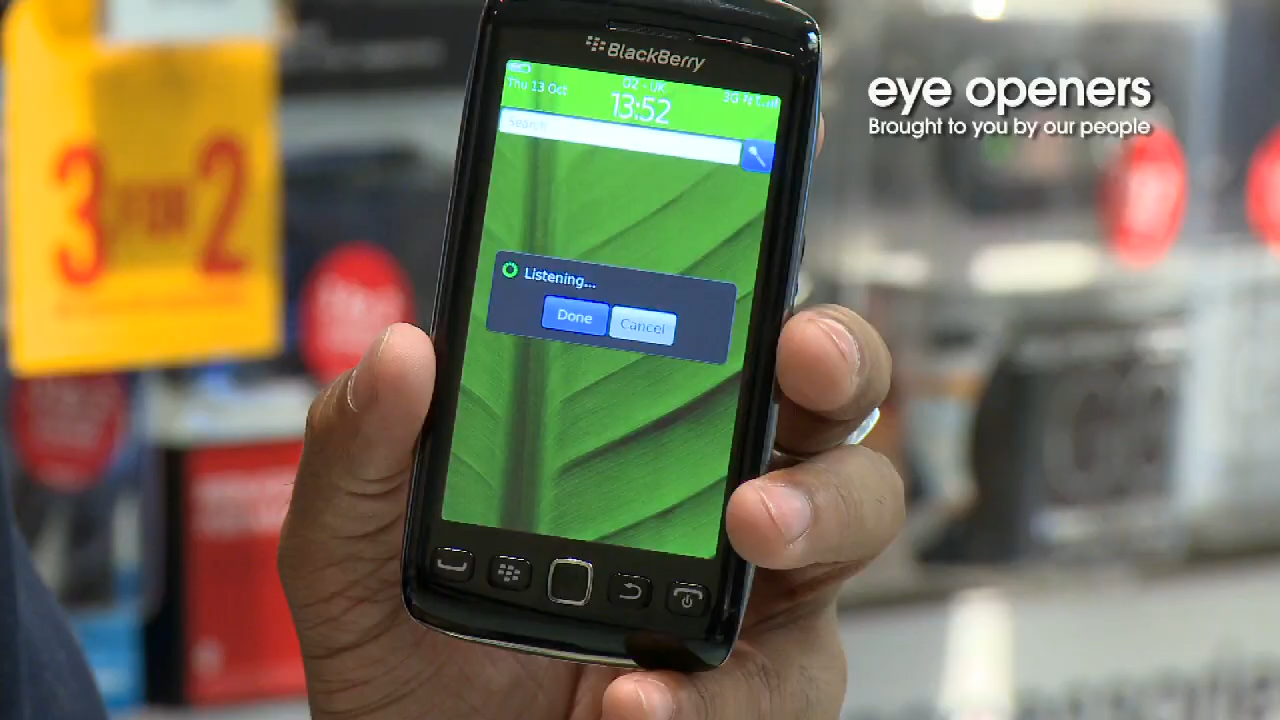 eye openers
Brought to you by our people
3 FOR 2
BlackBerry
Thu 13 Oct
O2 - UK
13:52
3G
Search
Listening...
Done
Cancel